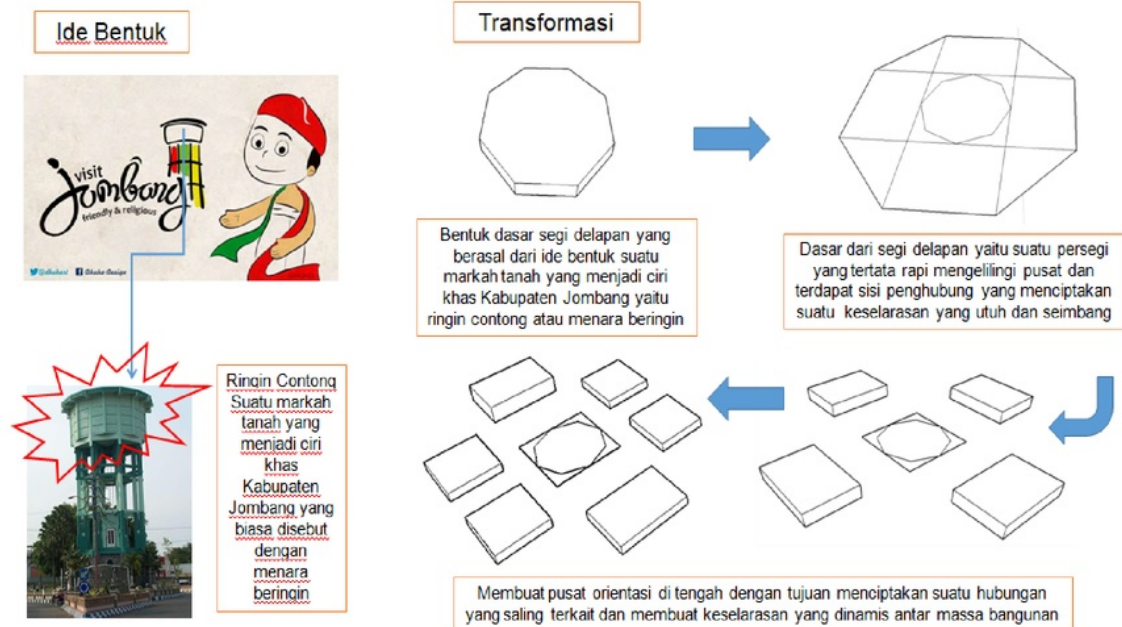 Ide Bentuk
Transformasi
visit
Jombang
friendly & religious
Bentuk dasar segi delapan yang
berasal dari ide bentuk suatu
markah tanah yang menjadi ciri
khas Kabupaten Jombang yaitu
ringin contong atau menara beringin
Dasar dari segi delapan yaitu suatu persegi
yang tertata rapi mengelilingi pusat dan
terdapat sisi penghubung yang menciptakan
suatu keselarasan yang utuh dan seimbang
Ringin Contong
Suatu markah
tanah yang
menjadi ciri
khas
Kabupaten
Jombang yang
biasa disebut
dengan
menara
beringin
Membuat pusat orientasi di tengah dengan tujuan menciptakan suatu hubungan
yang saling terkait dan membuat keselarasan yang dinamis antar massa bangunan